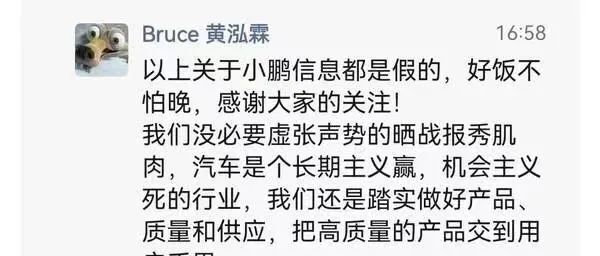 Bruce 黄泓霖 16:58
以上关于小鹏信息都是假的，好饭不
怕晚，感谢大家的关注！
我们没必要虚张声势的晒战报秀肌
肉，汽车是个长期主义赢，机会主义
死的行业，我们还是踏实做好产品、
质量和供应，把高质量的产品交到用